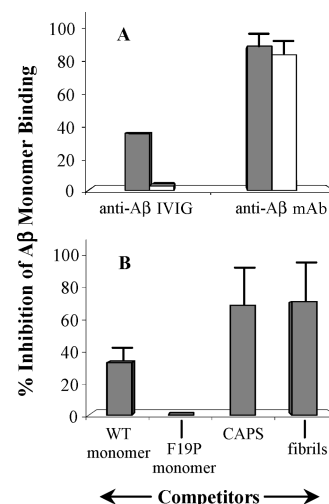 % Inhibition of Aβ Monomer Binding
A
100
80
60
40
20
0
anti-Aβ IVIG
anti-Aβ mAb
B
100
80
60
40
20
0
WT
monomer
F19P
monomer
CAPS
fibrils
Competitors